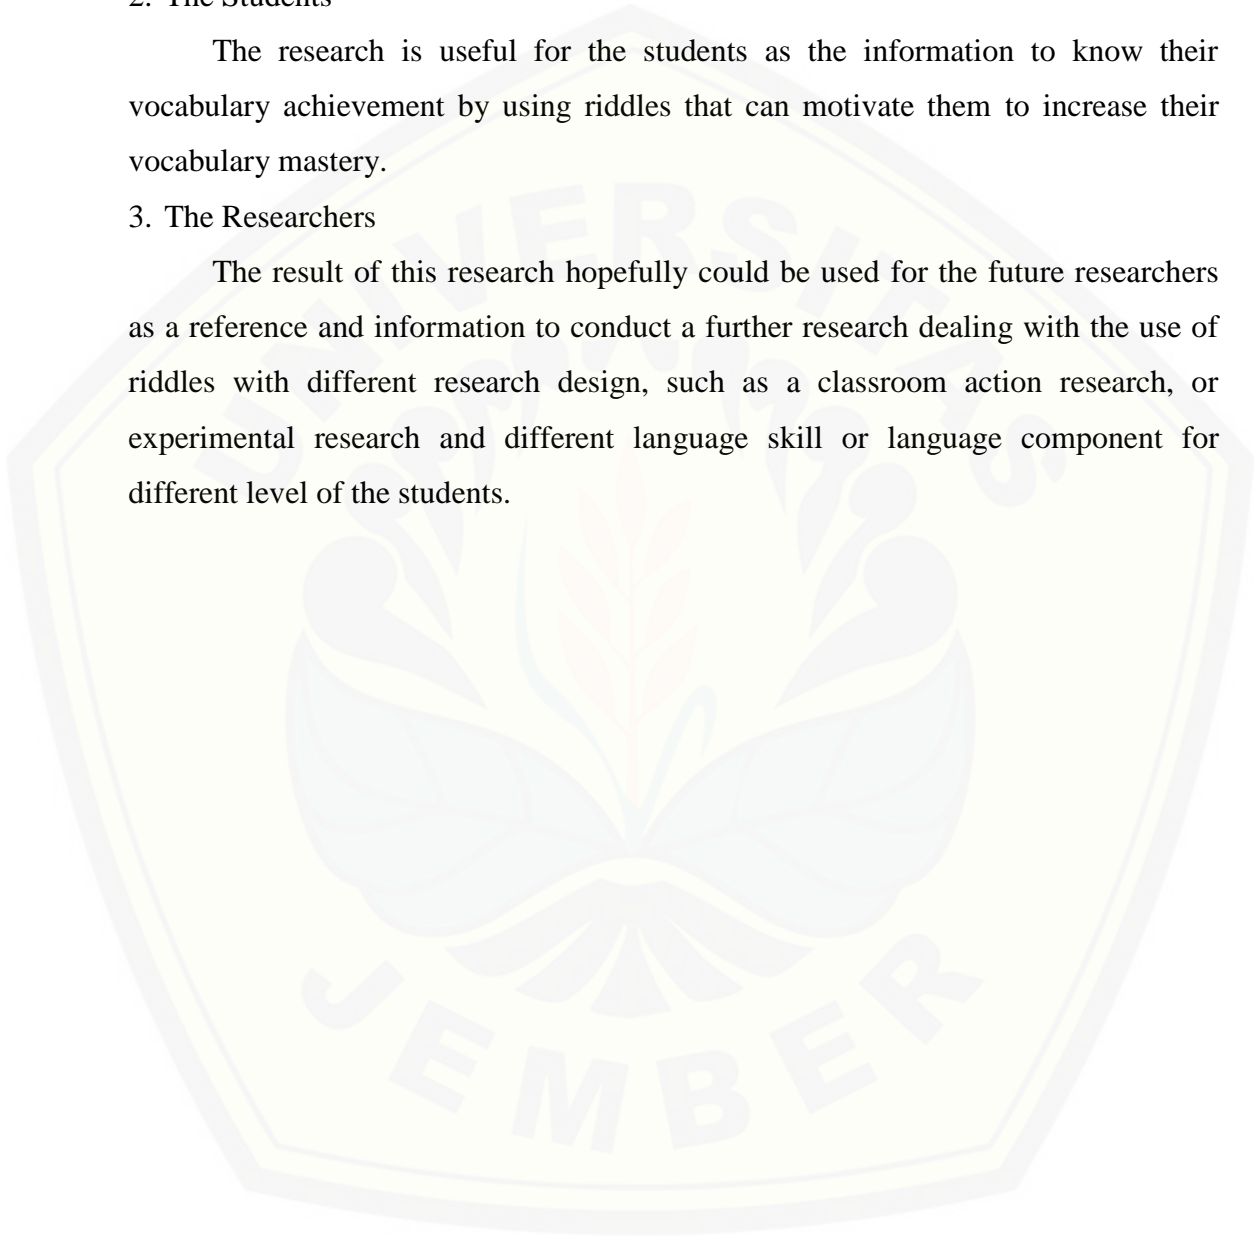 2. The Students
The research is useful for the students as the information to know their
vocabulary achievement by using riddles that can motivate them to increase their
vocabulary mastery.
3. The Researchers
The result of this research hopefully could be used for the future researchers
as a reference and information to conduct a further research dealing with the use of
riddles with different research design, such as a classroom action research, or
experimental research and different language skill or language component for
different level of the students.
UNIVERSITAS
JEMBER